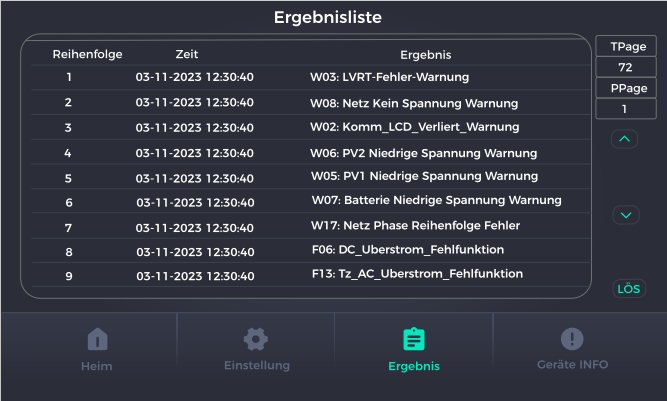 Ergebnisliste
Reihenfolge Zeit Ergebnis
1 03-11-2023 12:30:40 W03: LVRT-Fehler-Warnung
2 03-11-2023 12:30:40 W08: Netz Kein Spannung Warnung
3 03-11-2023 12:30:40 W02: Komm_LCD_Verliert_Warnung
4 03-11-2023 12:30:40 W06: PV2 Niedrige Spannung Warnung
5 03-11-2023 12:30:40 W05: PV1 Niedrige Spannung Warnung
6 03-11-2023 12:30:40 W07: Batterie Niedrige Spannung Warnung
7 03-11-2023 12:30:40 W17: Netz Phase Reihenfolge Fehler
8 03-11-2023 12:30:40 F06: DC_Uberstrom_Fehlfunktion
9 03-11-2023 12:30:40 F13: Tz_AC_Uberstrom_Fehlfunktion
TPage
72
PPage
1
LÖS
Heim Einstellung Ergebnis Geräte INFO